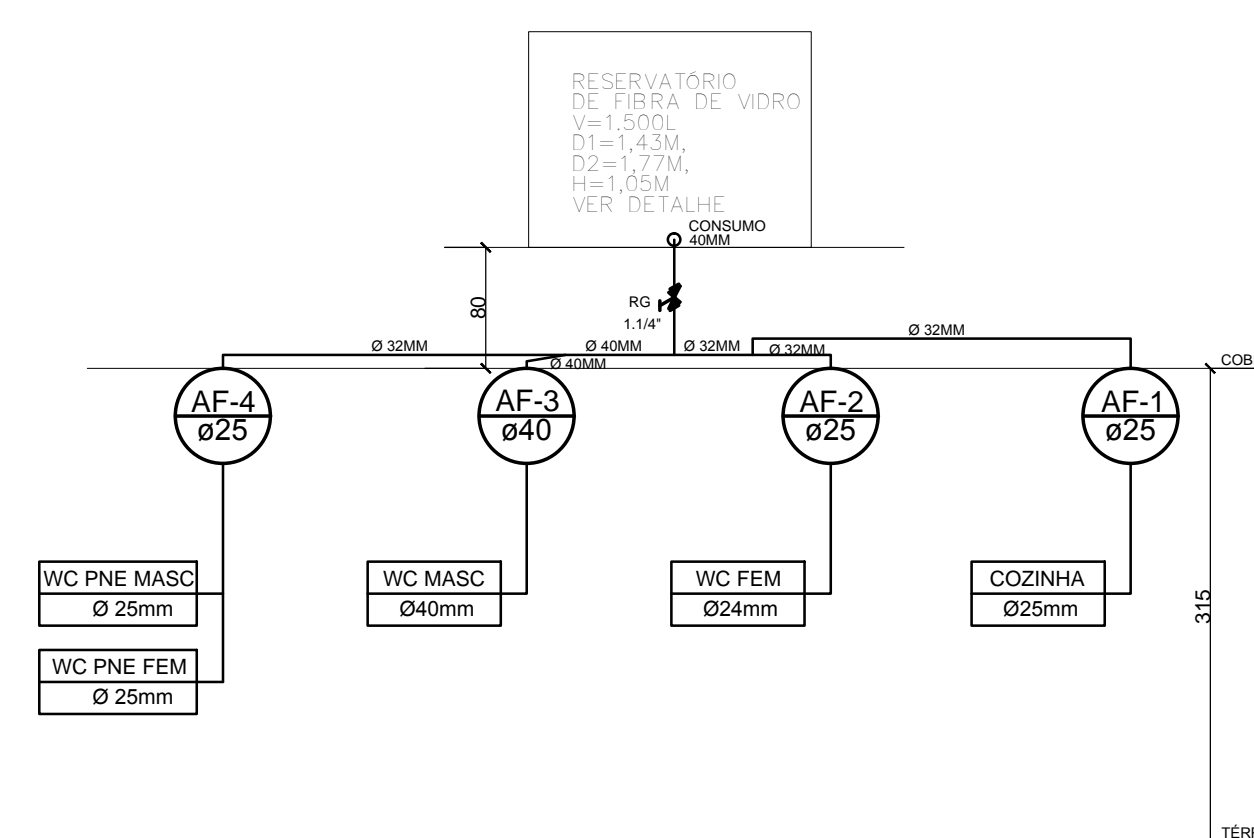 RESERVATÓRIO
DE FIBRA DE VIDRO
V=1.500L
D1=1,43M,
D2=1,77M,
H=1,05M
VER DETALHE
CONSUMO
40MM
80
RG
1.1/4"
Ø 32MM
Ø 40MM
Ø 32MM
Ø 32MM
Ø 32MM
Ø 40MM
COB
AF-4
ø25
AF-3
ø40
AF-2
ø25
AF-1
ø25
WC PNE MASC
Ø 25mm
WC MASC
Ø40mm
WC FEM
Ø24mm
COZINHA
Ø25mm
315
WC PNE FEM
Ø 25mm